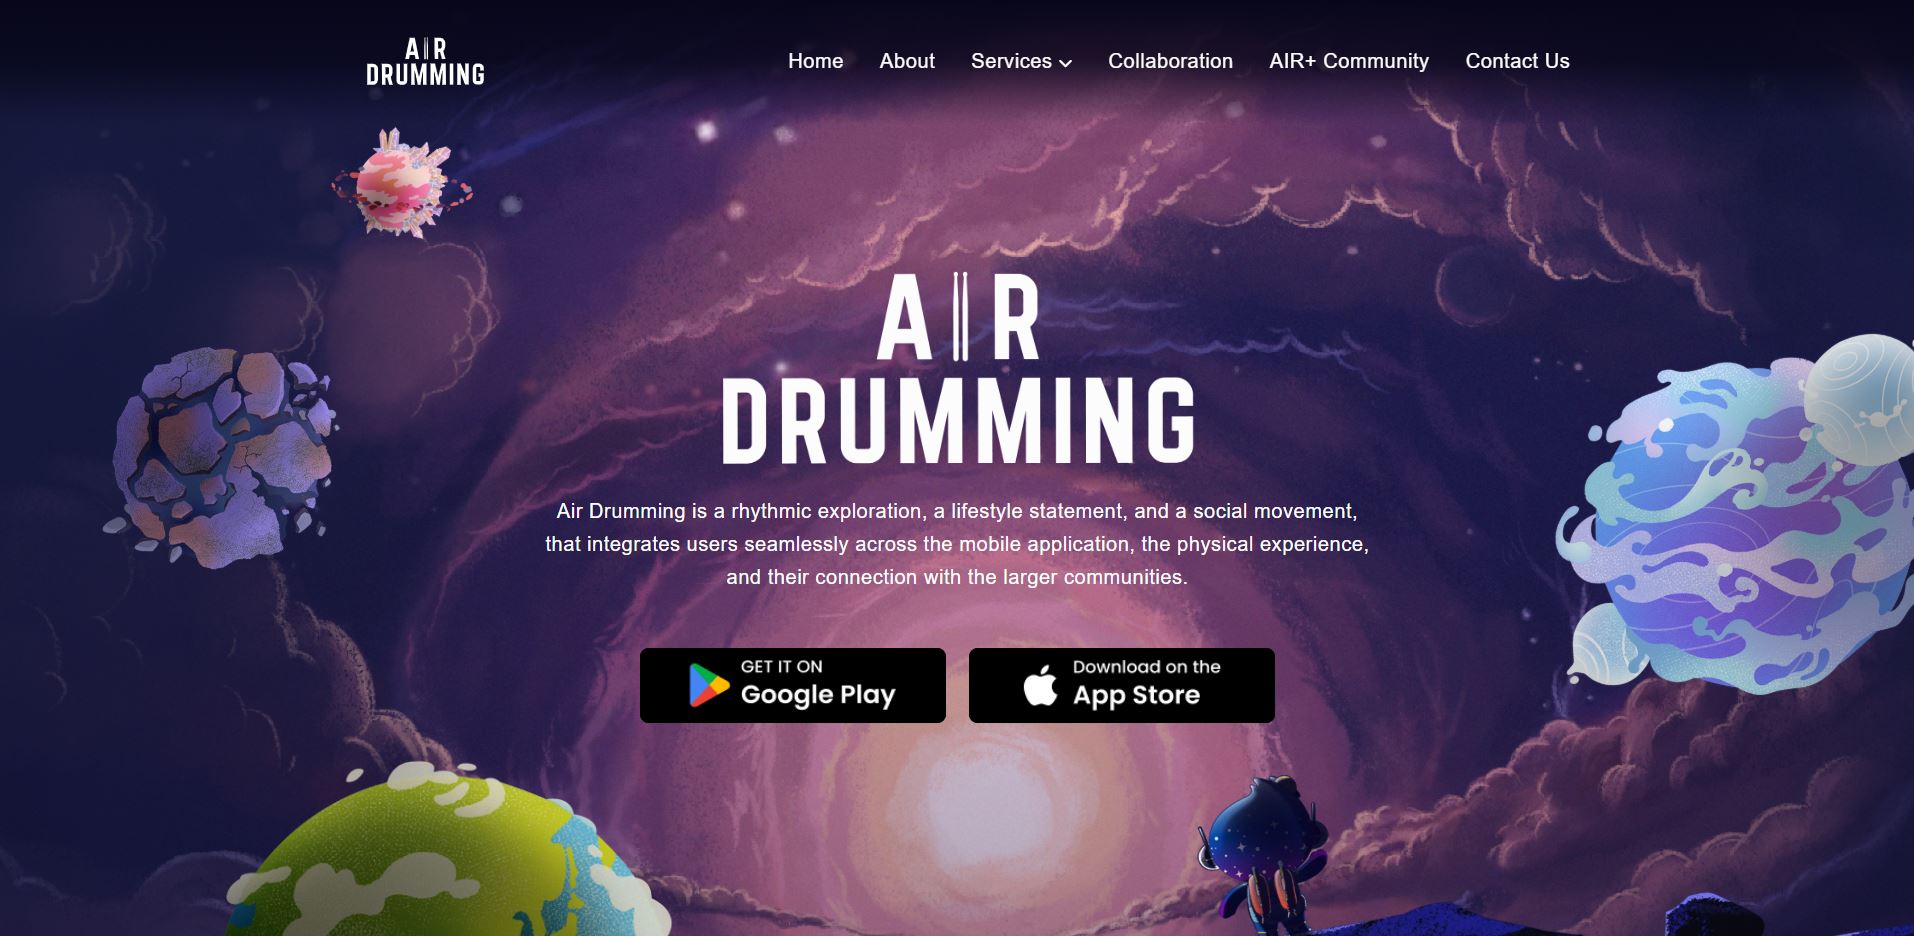 AIR
DRUMMING
Home About Services Collaboration AIR+ Community Contact Us
AIR
DRUMMING
Air Drumming is a rhythmic exploration, a lifestyle statement, and a social movement,
that integrates users seamlessly across the mobile application, the physical experience,
and their connection with the larger communities.
GET IT ON
Google Play
Download on the
App Store